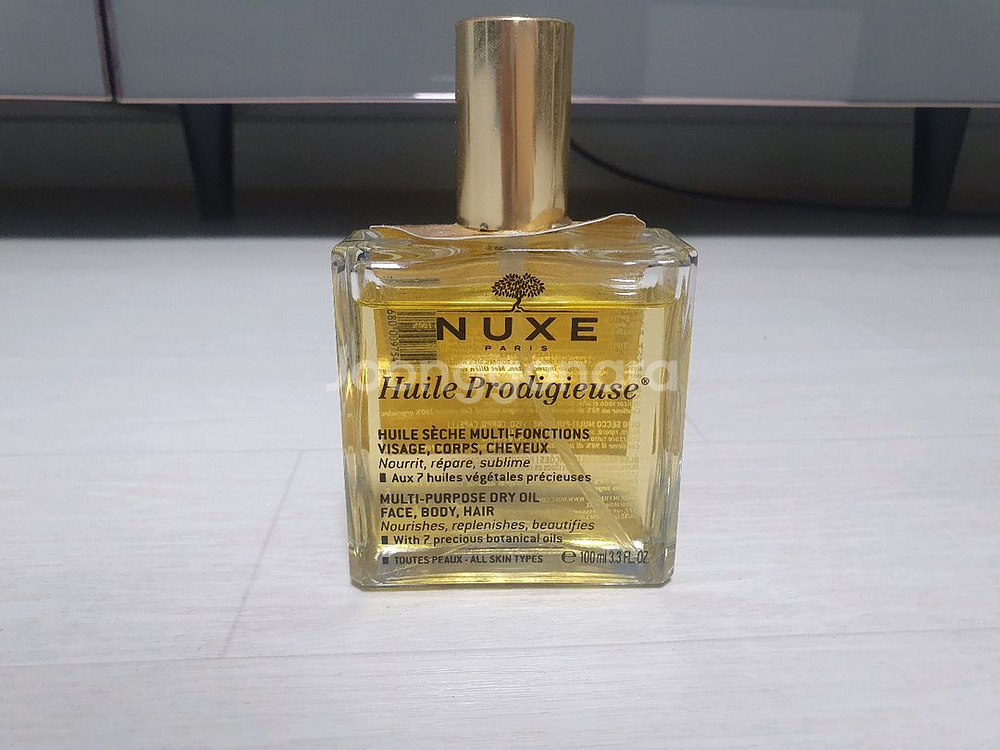 NUXE
PARIS
Huile Prodigieuse®
HUILE SÈCHE MULTI-FONCTIONS
VISAGE, CORPS, CHEVEUX
Nourrit, répare, sublime
Aux 7 huiles végétales précieuses
MULTI-PURPOSE DRY OIL
FACE, BODY, HAIR
Nourishes, replenishes, beautifies
With 7 precious botanical oils
TOUTES PEAUX - ALL SKIN TYPES
℮ 100 ml 3.3 FL. OZ.